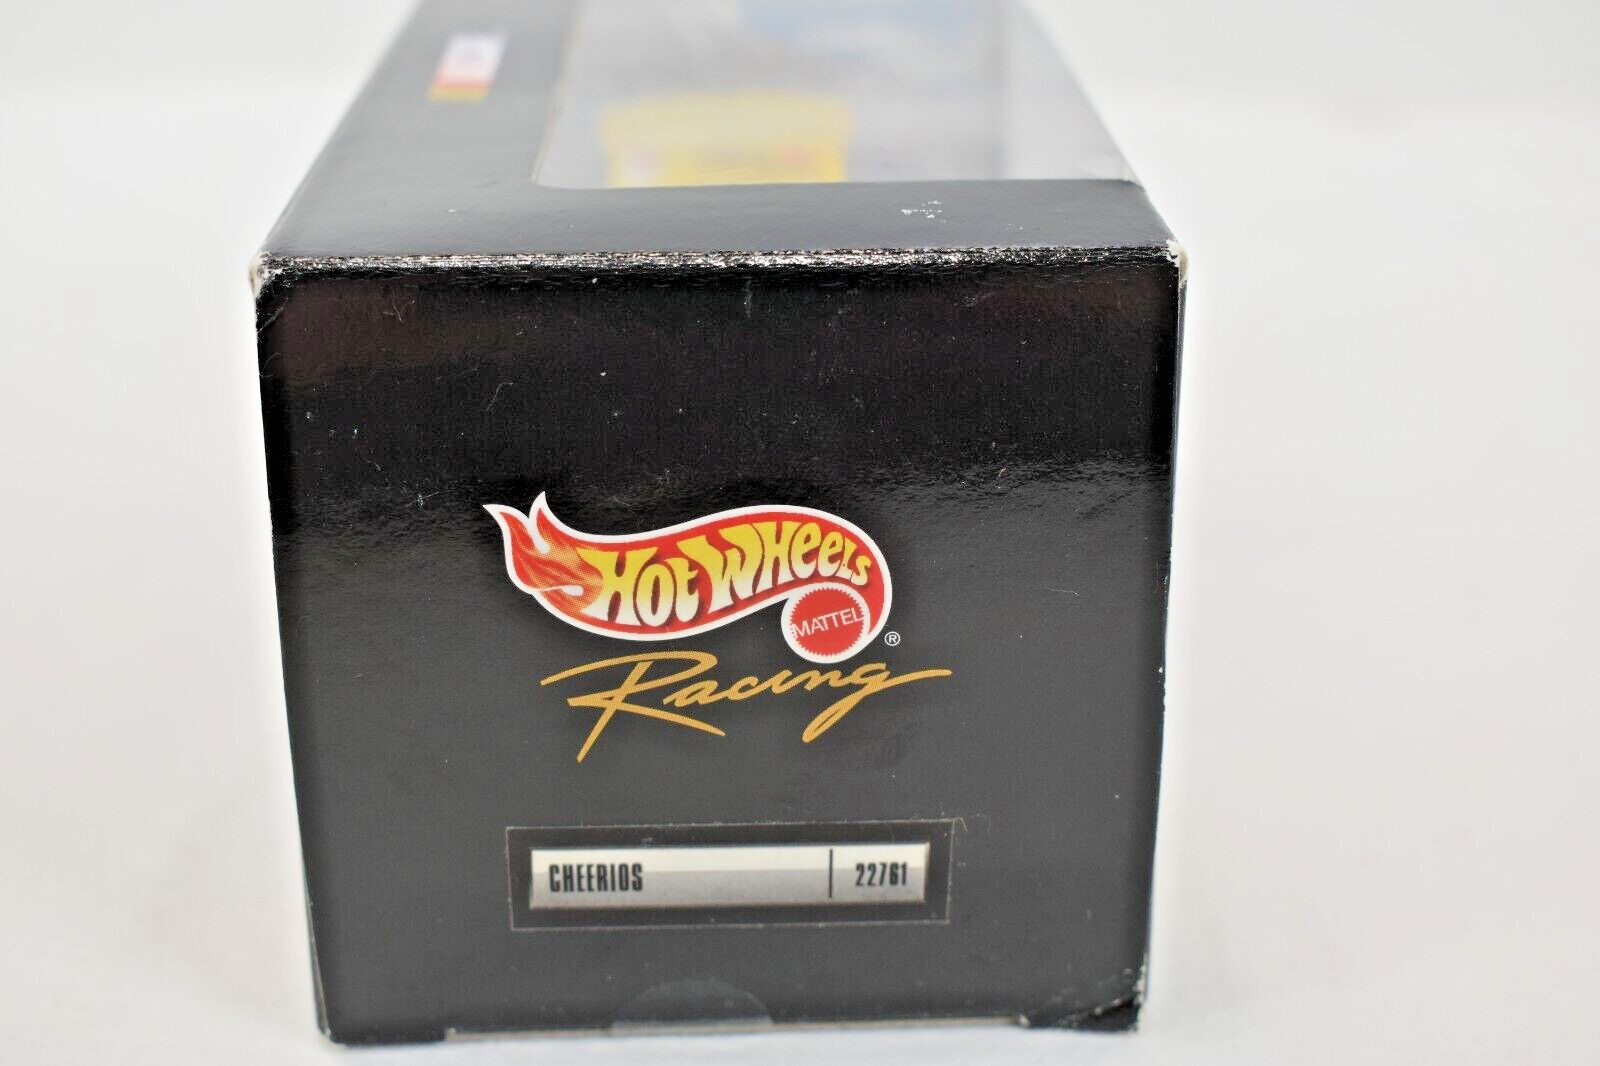 HOT WHEELS
MATTEL
®
Racing
CHEERIOS | 22761